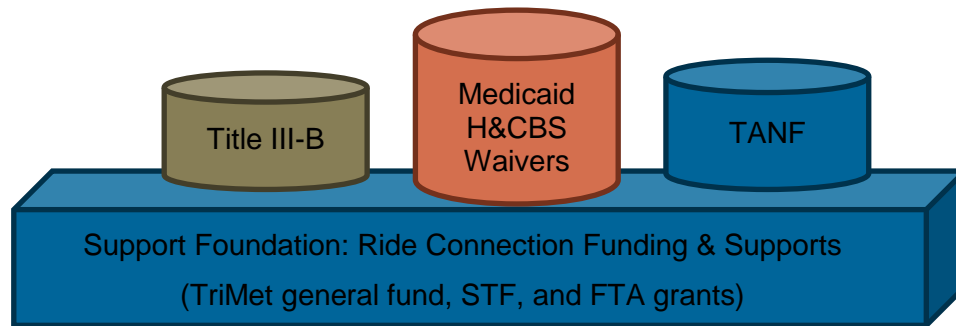 Title III-B
Medicaid
H&CBS
Waivers
TANF
Support Foundation: Ride Connection Funding & Supports
(TriMet general fund, STF, and FTA grants)